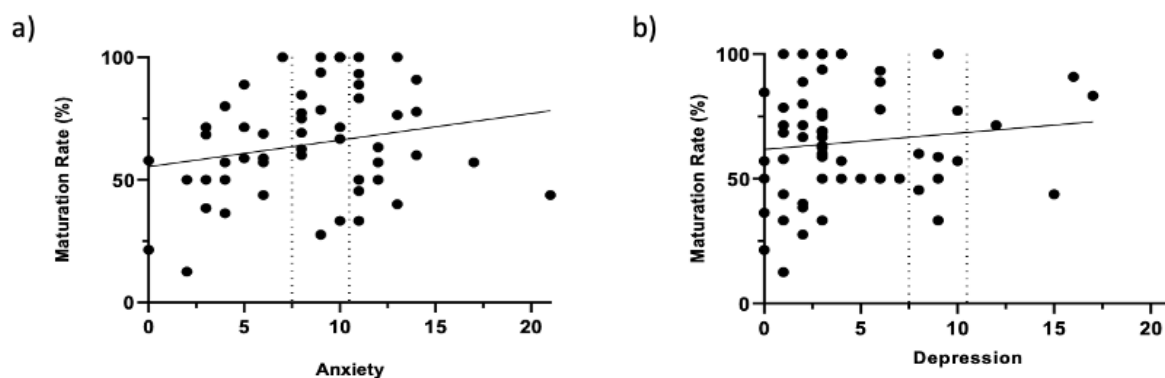 a)
Maturation Rate (%)
100
50
0
0 5 10 15 20
Anxiety
b)
Maturation Rate (%)
100
50
0
0 5 10 15 20
Depression